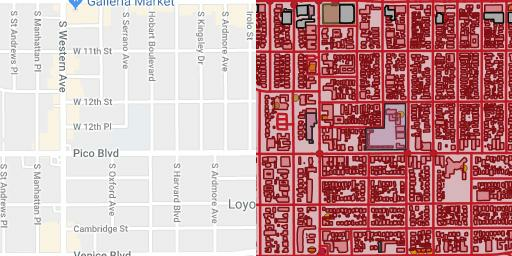 Galleria Market
S St Andrews Pl
S Manhattan Pl
S Western Ave
S Serrano Ave
Hobart Boulevard
S Kingsley Dr
S Ardmore Ave
Irolo St
W 11th St
W 12th St
W 12th Pl
Pico Blvd
S St Andrews Pl
S Manhattan Pl
S Oxford Ave
S Harvard Blvd
S Ardmore Ave
Loyo
Cambridge St
Venice Blvd